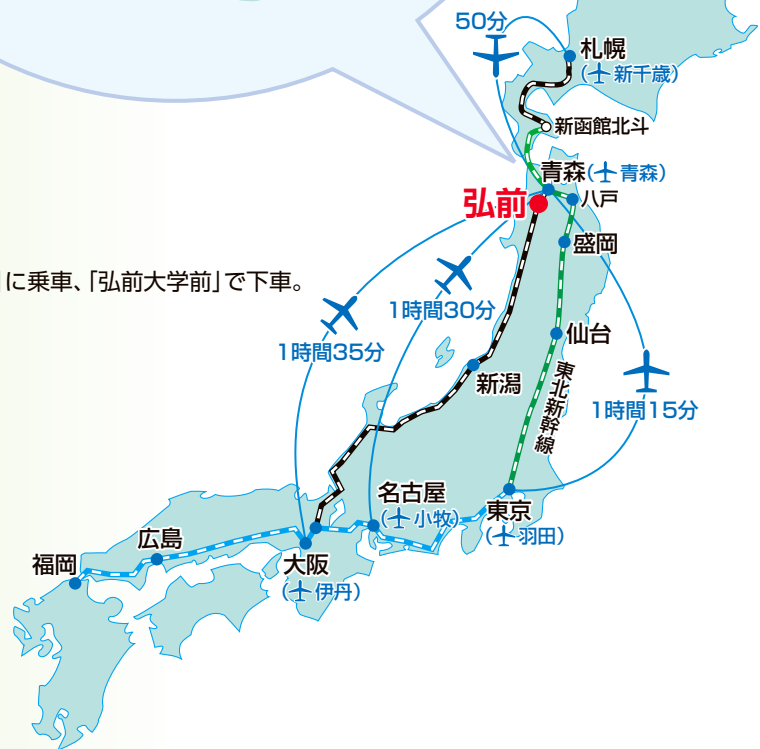 50分
札幌
(新千歳)
新函館北斗
青森(青森)
弘前
八戸
盛岡
に乗車、「弘前大学前」で下車。
1時間30分
仙台
1時間35分
新潟
東北新幹線
1時間15分
名古屋
(小牧)
東京
(羽田)
広島
福岡
大阪
(伊丹)